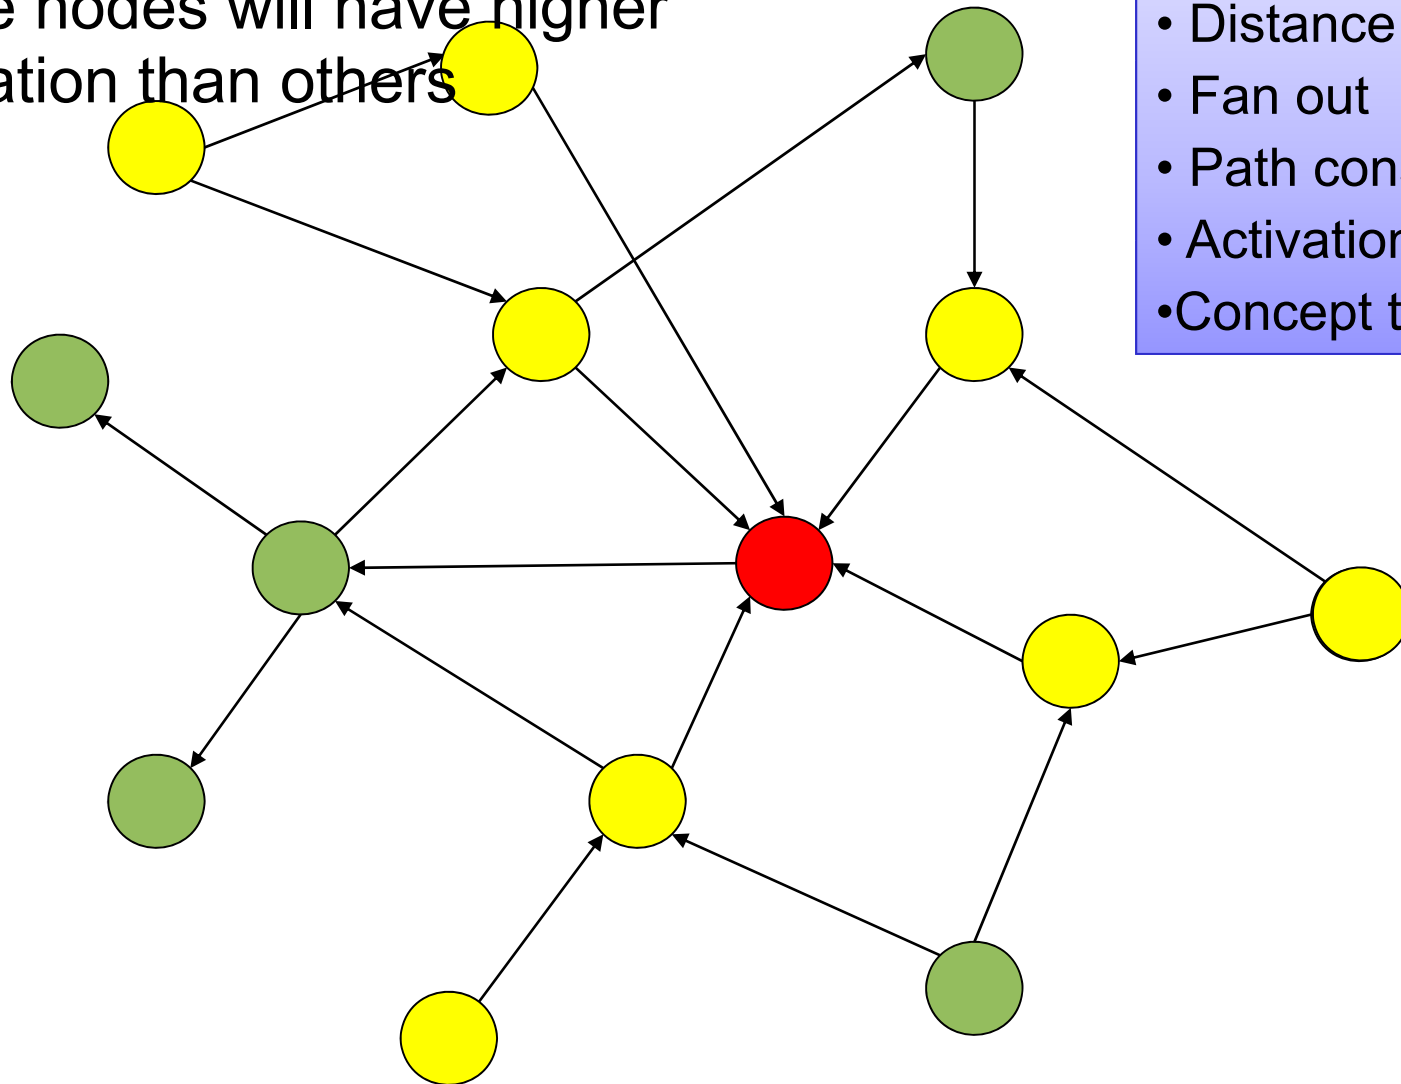 e nodes will have higher
ation than others
• Distance
• Fan out
• Path con
• Activation
•Concept t